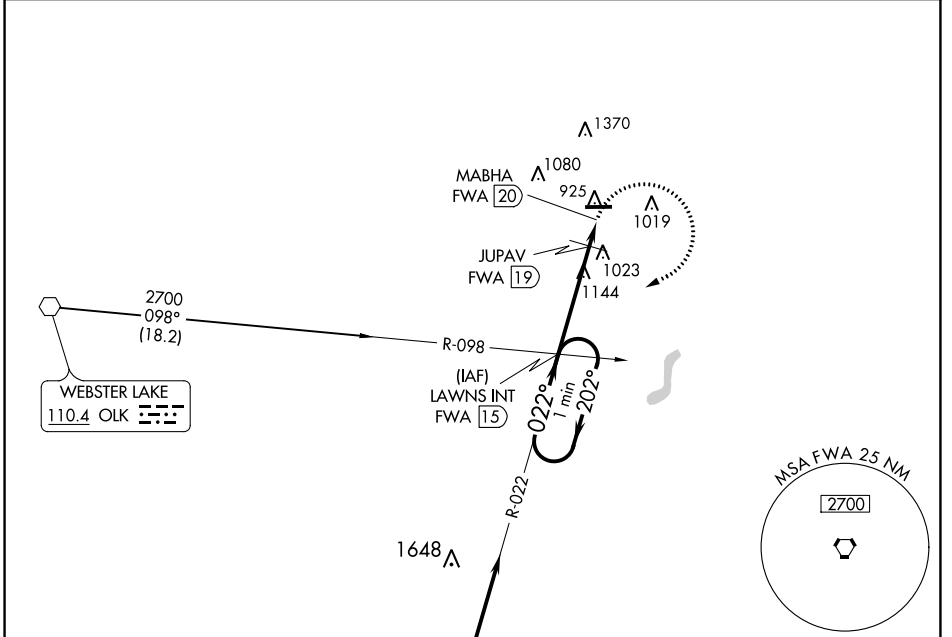 1370
1080
MABHA
FWA 20
925
1019
JUPAV
FWA 19
1023
1144
2700
098°
(18.2)
R-098
(IAF)
LAWNS INT
FWA 15
WEBSTER LAKE
110.4 OLK
022°
1 min
202°
R-022
1648
MSA FWA 25 NM
2700